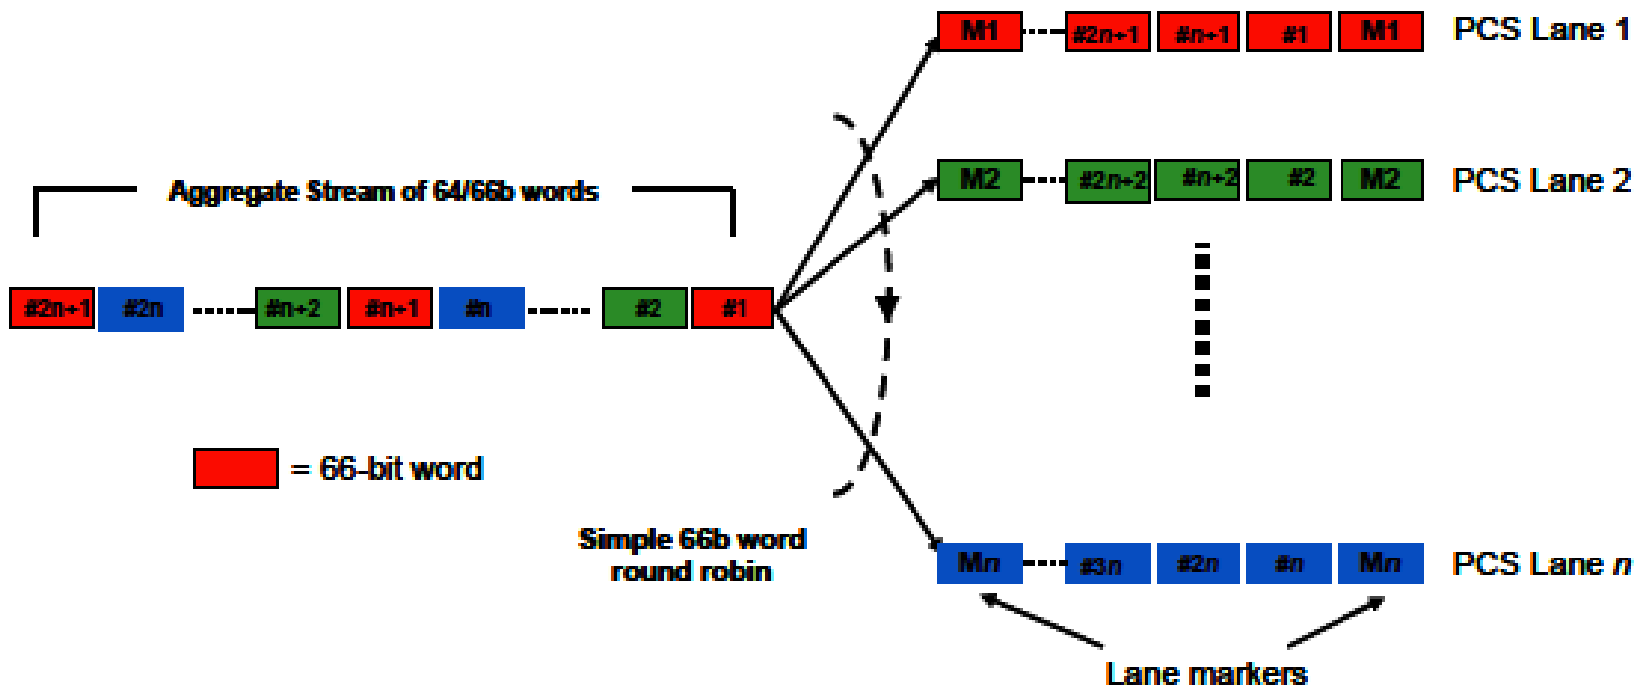 M1 #2n+1 #n+1 #1 M1 PCS Lane 1
M2 #2n+2 #n+2 #2 M2 PCS Lane 2
Aggregate Stream of 64/66b words
#2n+1 #2n #n+2 #n+1 #n #2 #1
= 66-bit word
Simple 66b word
round robin
Mn #3n #2n #n Mn PCS Lane n
Lane markers